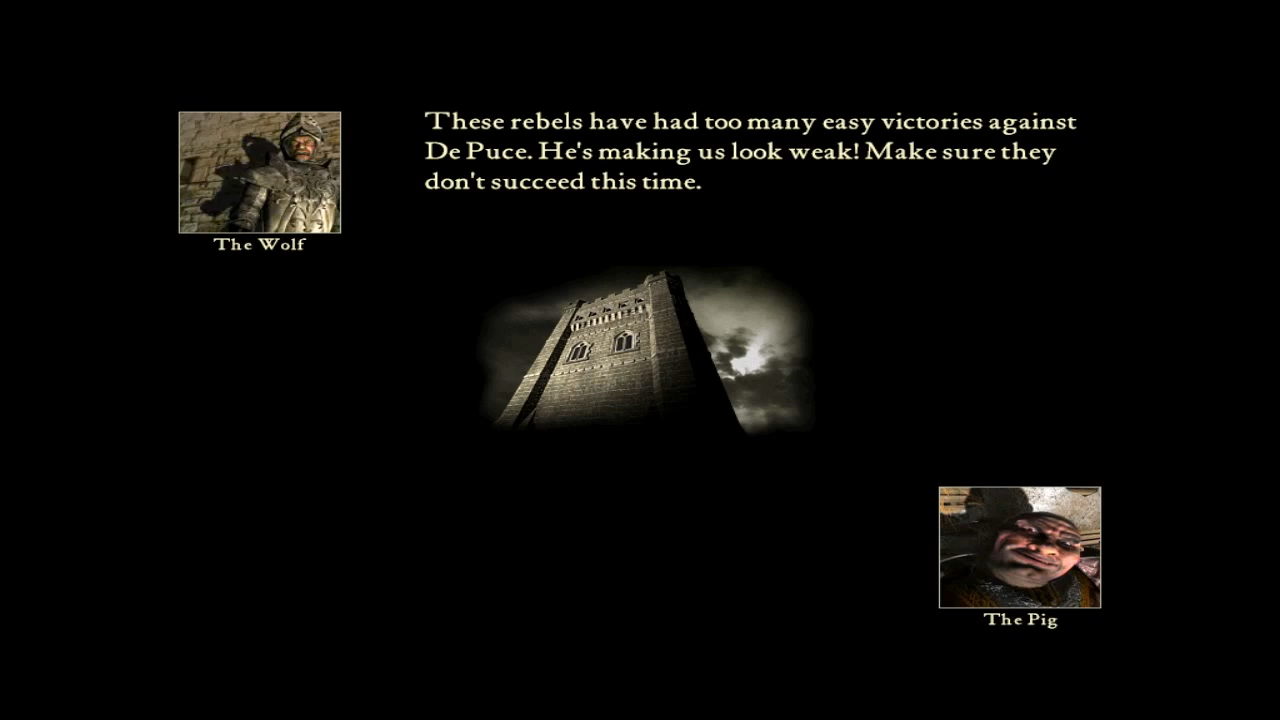 These rebels have had too many easy victories against
De Puce. He's making us look weak! Make sure they
don't succeed this time.
The Wolf
The Pig